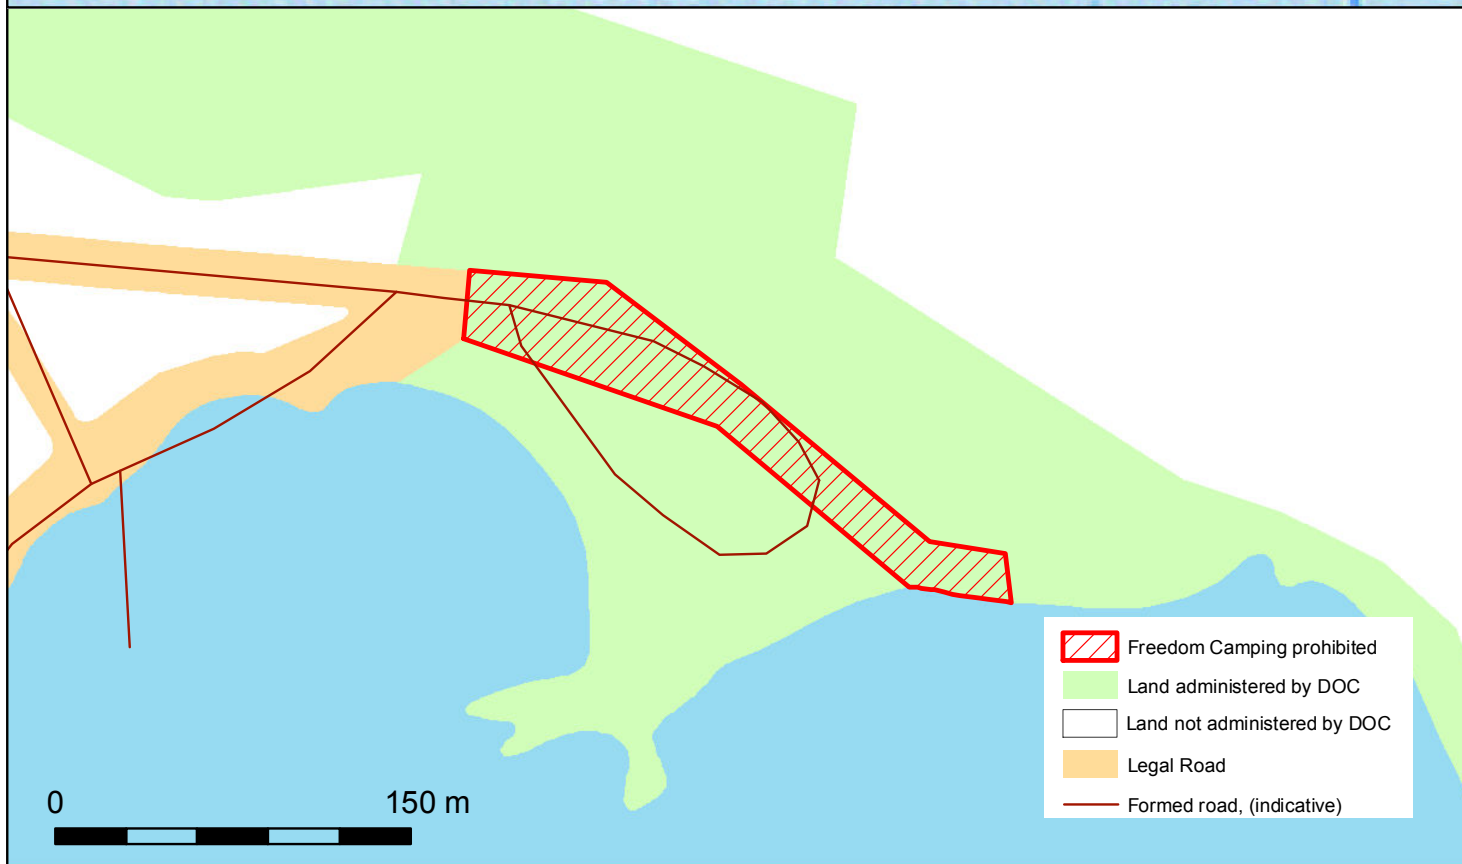 Freedom Camping prohibited
Land administered by DOC
Land not administered by DOC
Legal Road
Formed road, (indicative)
0 150 m